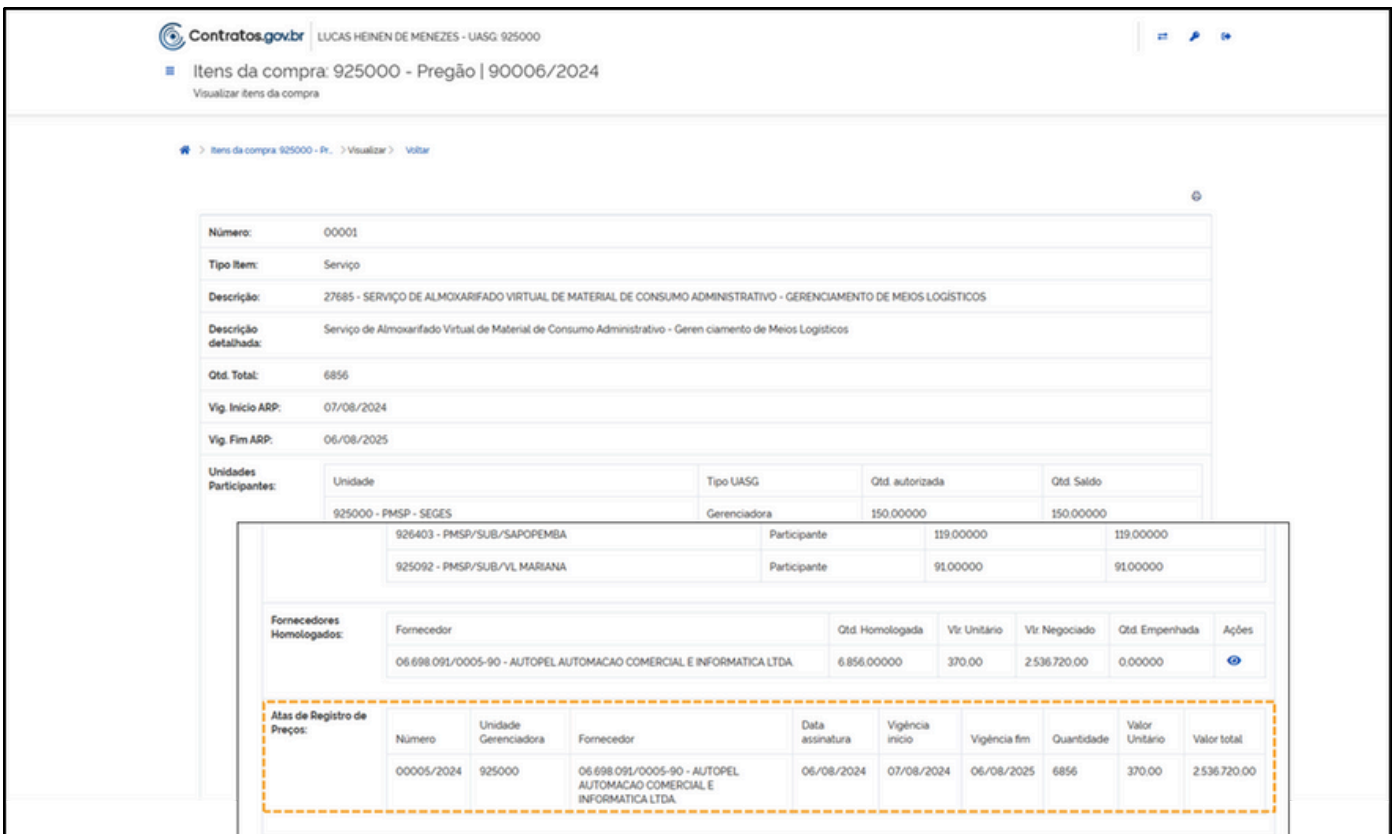 Contratos.gov.br LUCAS HEINEN DE MENEZES - UASG: 925000
Itens da compra: 925000 - Pregão | 90006/2024
Visualizar itens da compra
> Itens da compra: 925000 - Pr... > Visualizar > Voltar
Número: 00001
Tipo Item: Serviço
Descrição: 27685 - SERVIÇO DE ALMOXARIFADO VIRTUAL DE MATERIAL DE CONSUMO ADMINISTRATIVO - GERENCIAMENTO DE MEIOS LOGÍSTICOS
Descrição detalhada: Serviço de Almoxarifado Virtual de Material de Consumo Administrativo - Geren ciamento de Meios Logísticos
Qtd. Total: 6856
Vig. Início ARP: 07/08/2024
Vig. Fim ARP: 06/08/2025
Unidades Participantes:
Unidade Tipo UASG Qtd. autorizada Qtd. Saldo
925000 - PMSP - SEGES Gerenciadora 150.00000 150.00000
926403 - PMSP/SUB/SAPOPEMBA Participante 119.00000 119.00000
925092 - PMSP/SUB/VL MARIANA Participante 91.00000 91.00000
Fornecedores Homologados:
Fornecedor Qtd. Homologada Vlr. Unitário Vlr. Negociado Qtd. Empenhada Ações
06.698.091/0005-90 - AUTOPEL AUTOMACAO COMERCIAL E INFORMATICA LTDA. 6.856.00000 370,00 2.536.720,00 0.00000
Atas de Registro de Preços:
Número Unidade Gerenciadora Fornecedor Data assinatura Vigência início Vigência fim Quantidade Valor Unitário Valor total
00005/2024 925000 06.698.091/0005-90 - AUTOPEL AUTOMACAO COMERCIAL E INFORMATICA LTDA. 06/08/2024 07/08/2024 06/08/2025 6856 370,00 2.536.720,00